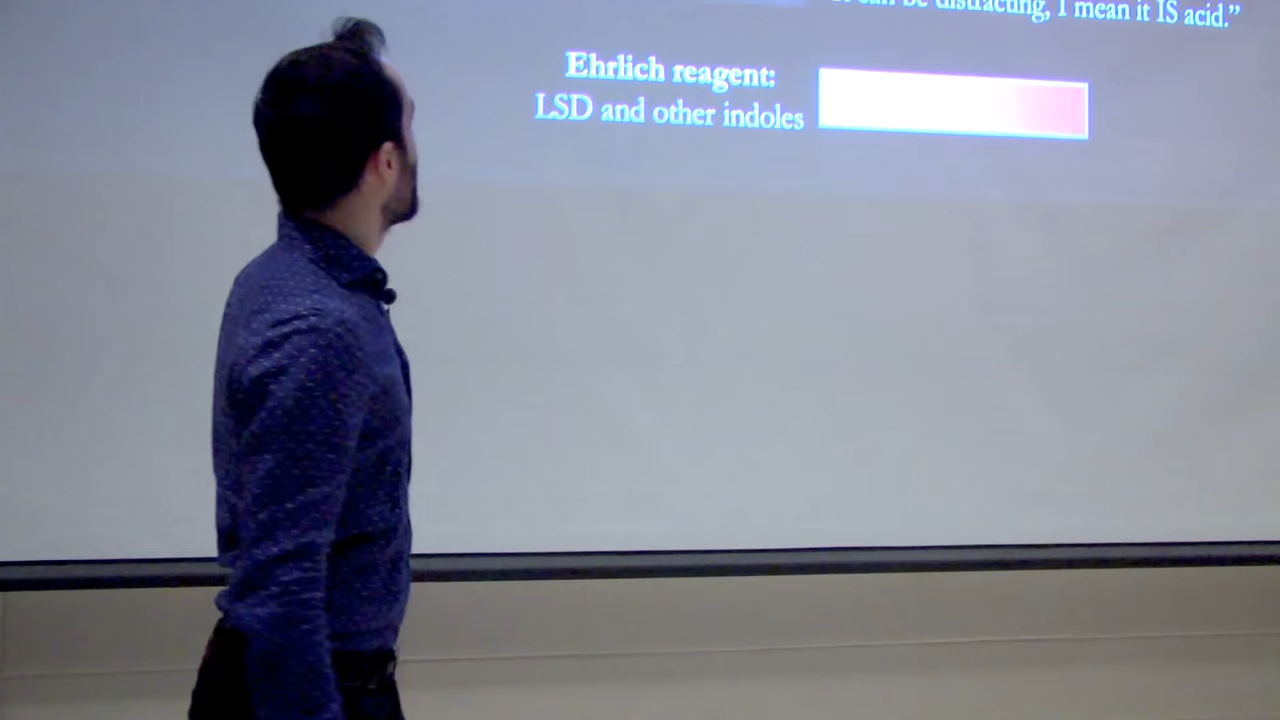 can be distracting, I mean it IS acid.”
Ehrlich reagent:
LSD and other indoles